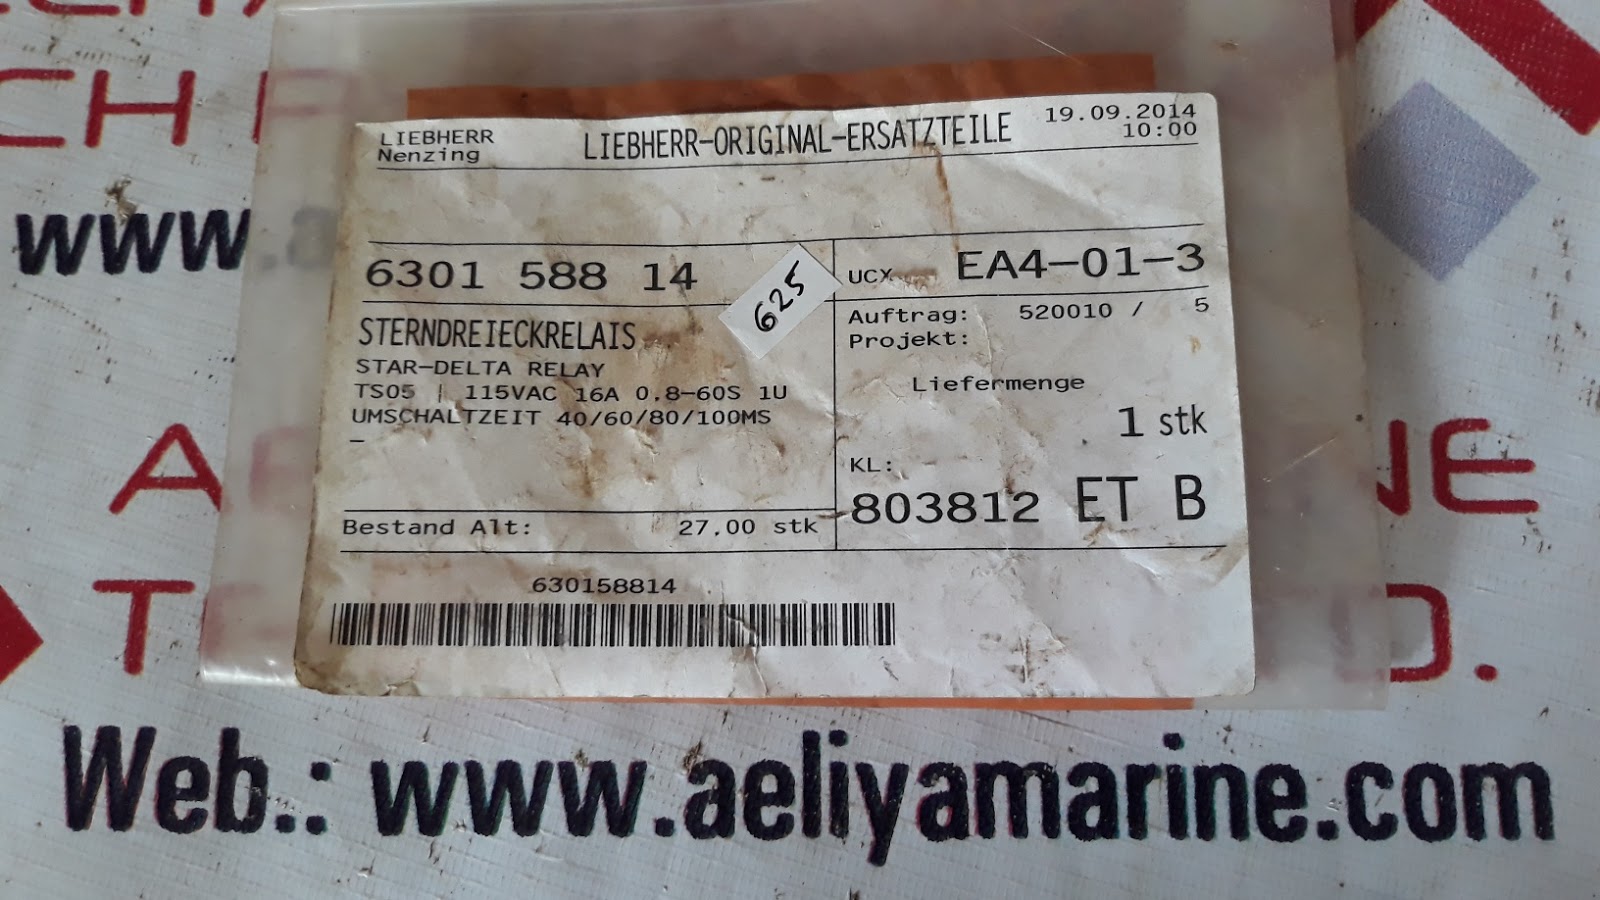 CH
www.
LIEBHERR
Nenzing
LIEBHERR-ORIGINAL-ERSATZTEILE
19.09.2014
10:00
6301 588 14
625
UCX
EA4-01-3
STERNDREIECKRELAIS
STAR-DELTA RELAY
TS05 | 115VAC 16A 0.8-60S 1U
UMSCHALTZEIT 40/60/80/100MS
-
Auftrag: 520010 / 5
Projekt:
Liefermenge
1 stk
KL:
803812 ET B
Bestand Alt: 27.00 stk
630158814
Web.: www.aeliyamarine.com